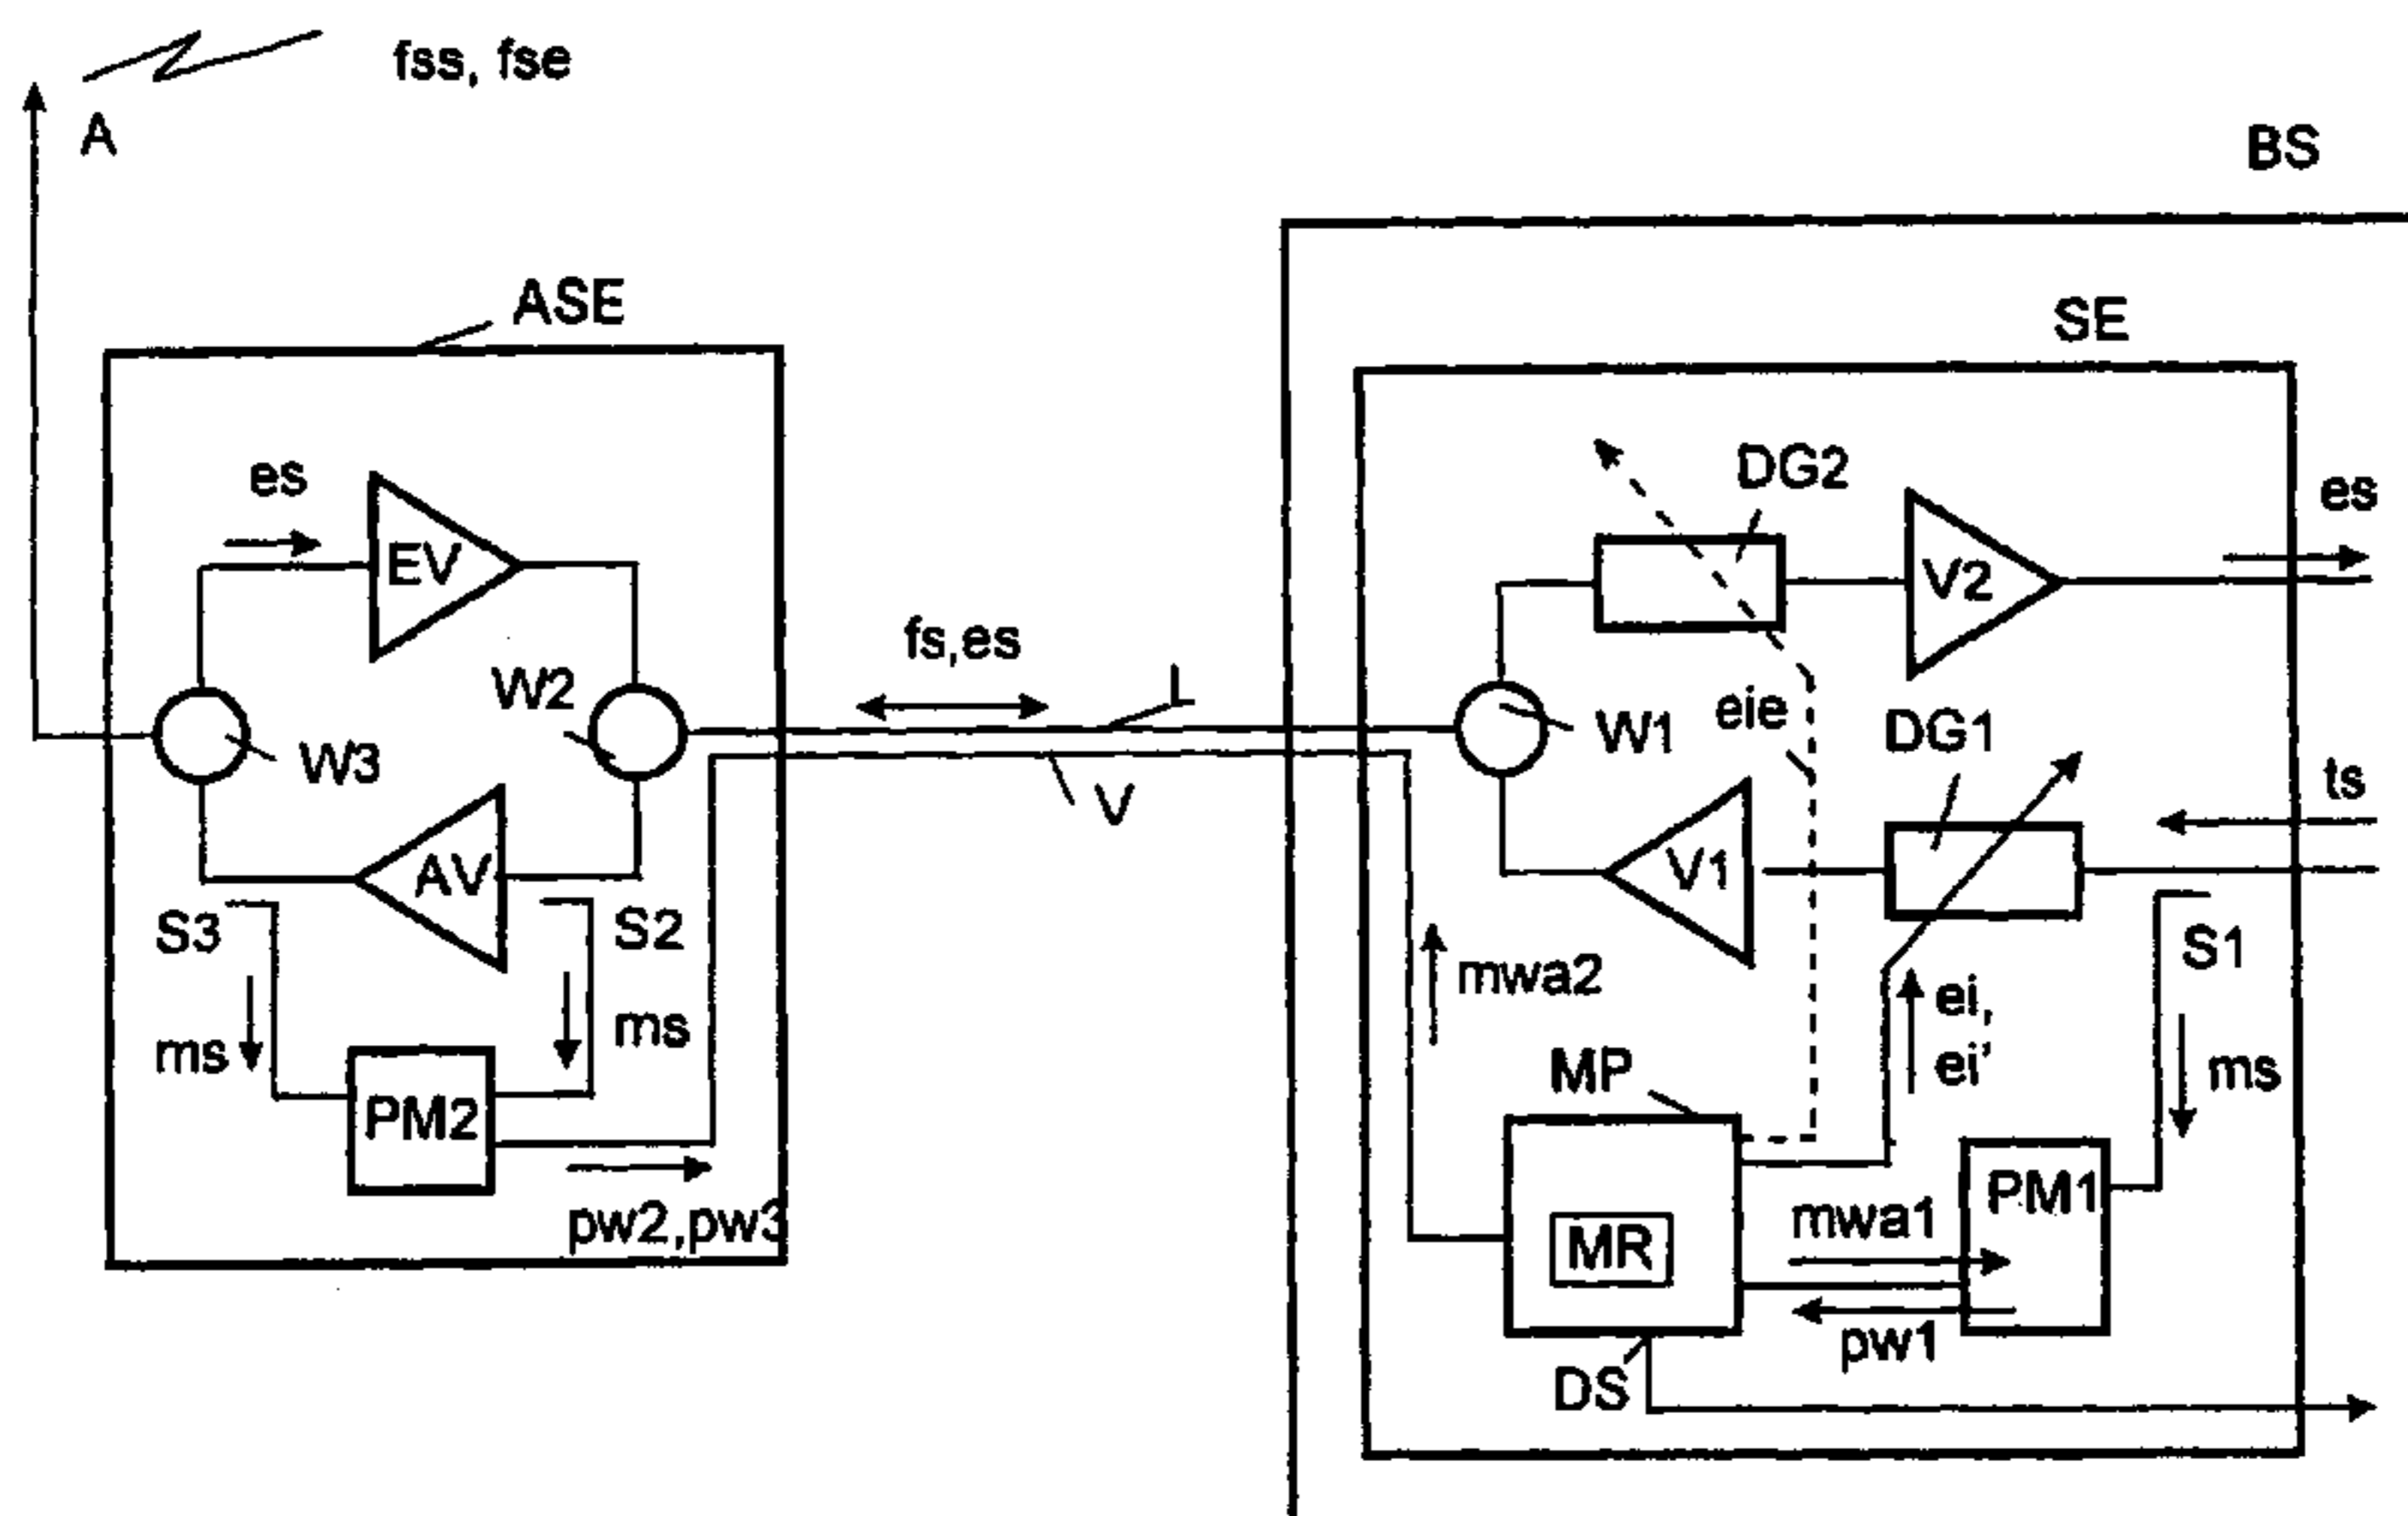 fss, fse
A
BS
ASE
SE
es
EV
DG2
V2
es
fs,es
L
W2
W3
W1
eie
DG1
ts
V
AV
V1
S3
S2
S1
mwa2
ei,
ei'
ms
ms
ms
MP
PM2
PM1
pw2,pw3
mwa1
MR
pw1
DS